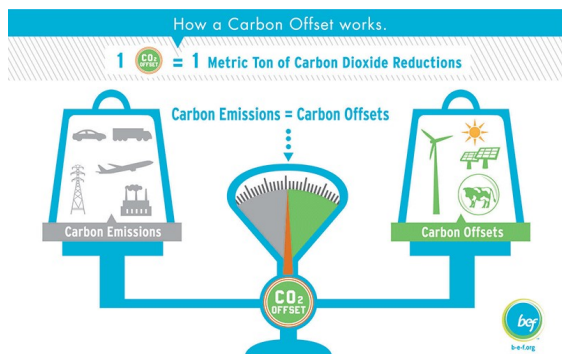 How a Carbon Offset works.
1 CO2 OFFSET = 1 Metric Ton of Carbon Dioxide Reductions
Carbon Emissions = Carbon Offsets
Carbon Emissions
Carbon Offsets
CO2
OFFSET
bef
b-e-f.org